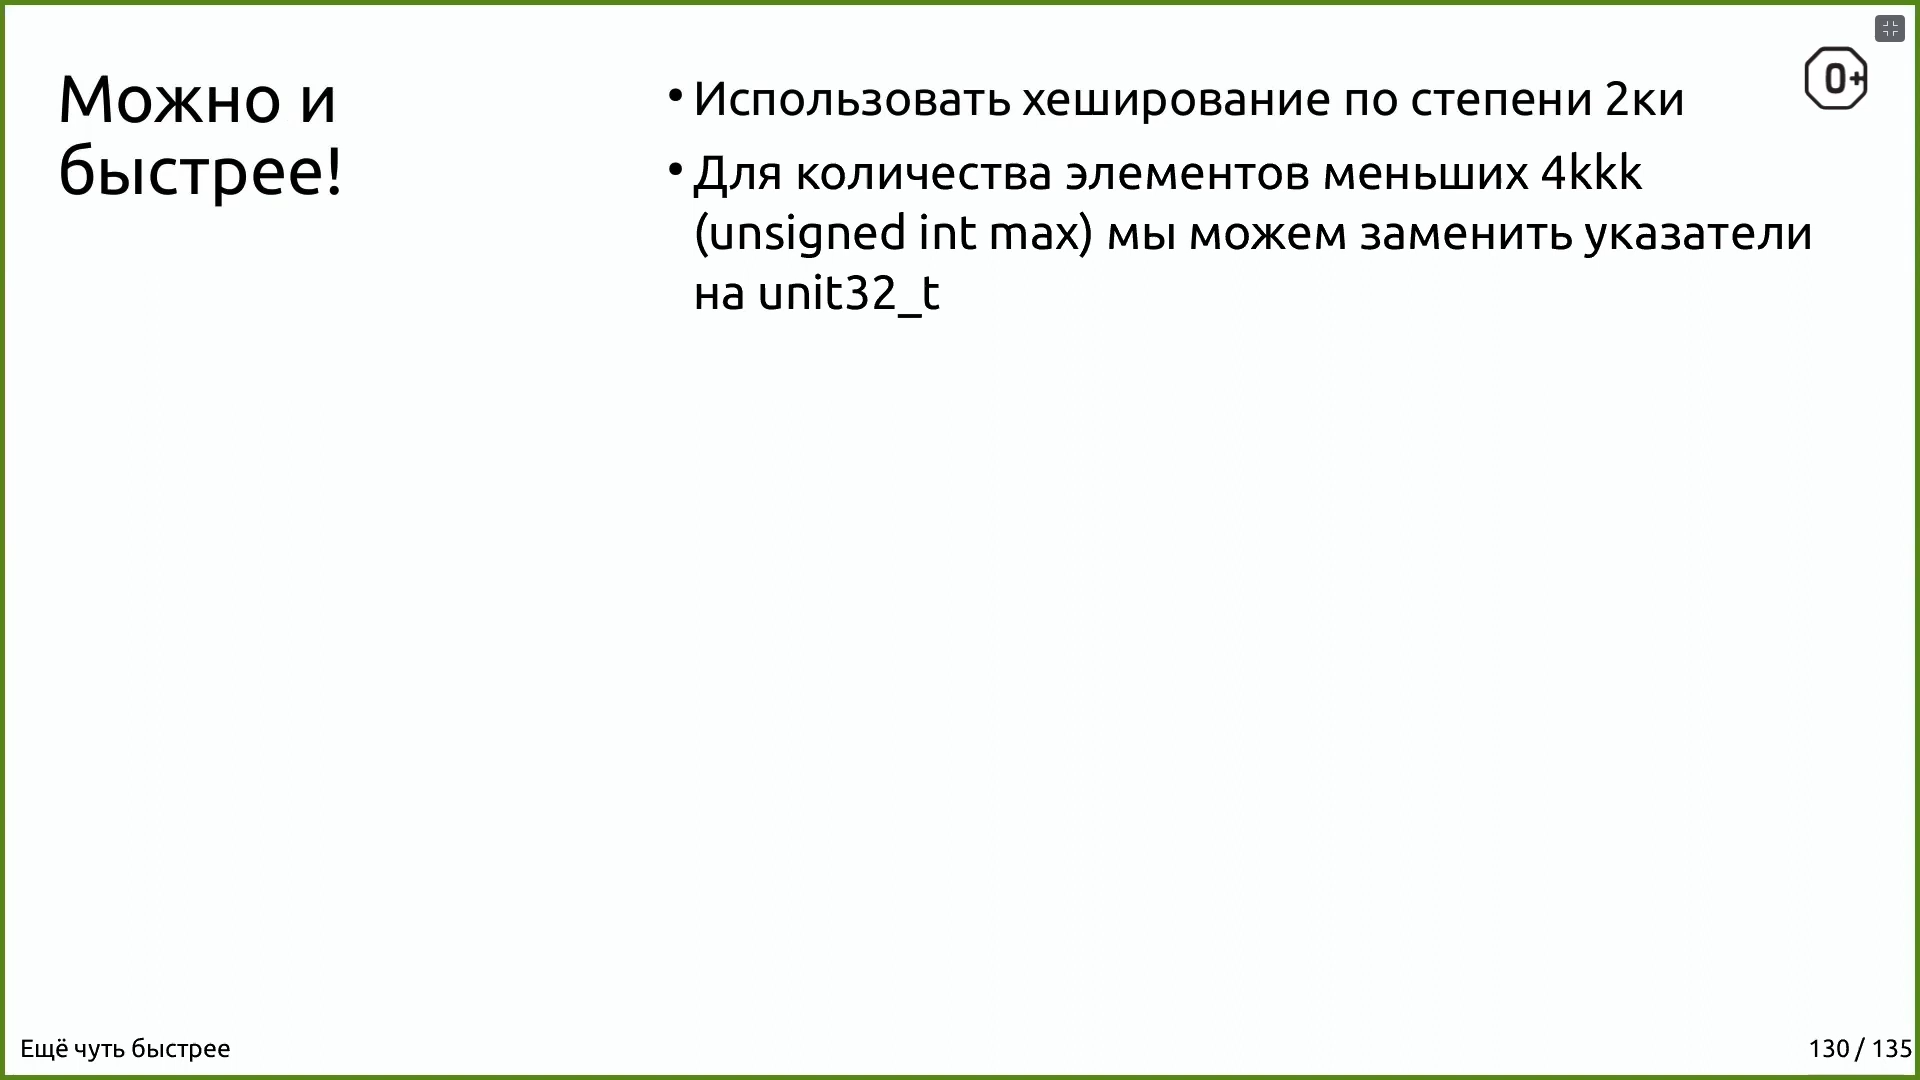 Можно и
быстрее!
• Использовать хеширование по степени 2ки
• Для количества элементов меньших 4kkk
(unsigned int max) мы можем заменить указатели
на unit32_t
0+
Ещё чуть быстрее
130 / 135